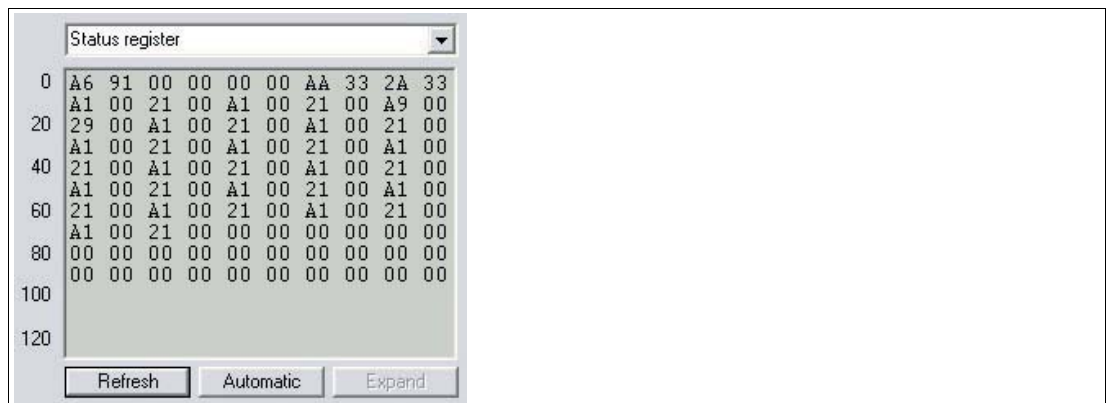 Status register
0 A6 91 00 00 00 00 AA 33 2A 33
A1 00 21 00 A1 00 21 00 A9 00
20 29 00 A1 00 21 00 A1 00 21 00
A1 00 21 00 A1 00 21 00 A1 00
40 21 00 A1 00 21 00 A1 00 21 00
A1 00 21 00 A1 00 21 00 A1 00
60 21 00 A1 00 21 00 A1 00 21 00
A1 00 21 00 00 00 00 00 00 00
80 00 00 00 00 00 00 00 00 00 00
00 00 00 00 00 00 00 00 00 00
100
120
Refresh Automatic Expand